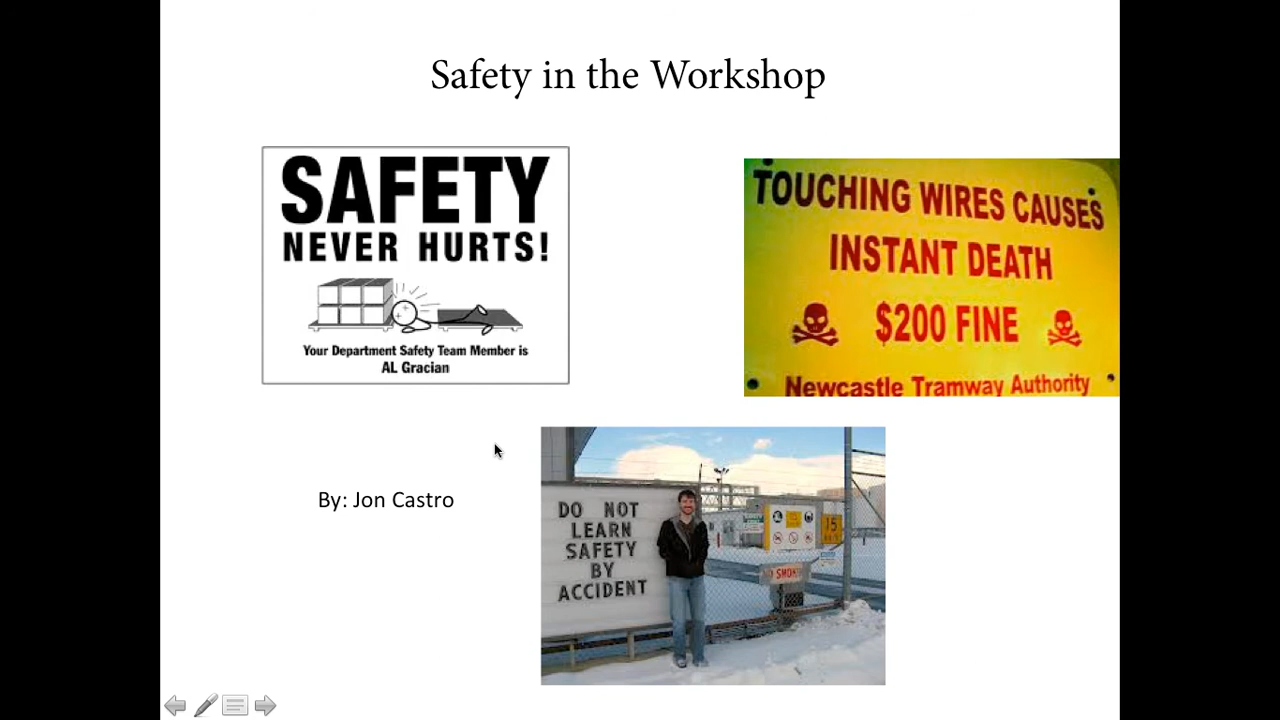 Safety in the Workshop
SAFETY
NEVER HURTS!
Your Department Safety Team Member is
AL Gracian
TOUCHING WIRES CAUSES
INSTANT DEATH
$200 FINE
Newcastle Tramway Authority
By: Jon Castro
DO NOT
LEARN
SAFETY
BY
ACCIDENT
15